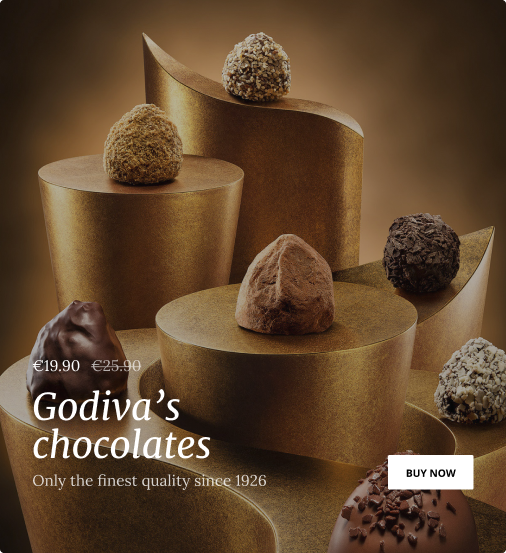 €19.90 €25.90
Godiva's
chocolates
Only the finest quality since 1926
BUY NOW